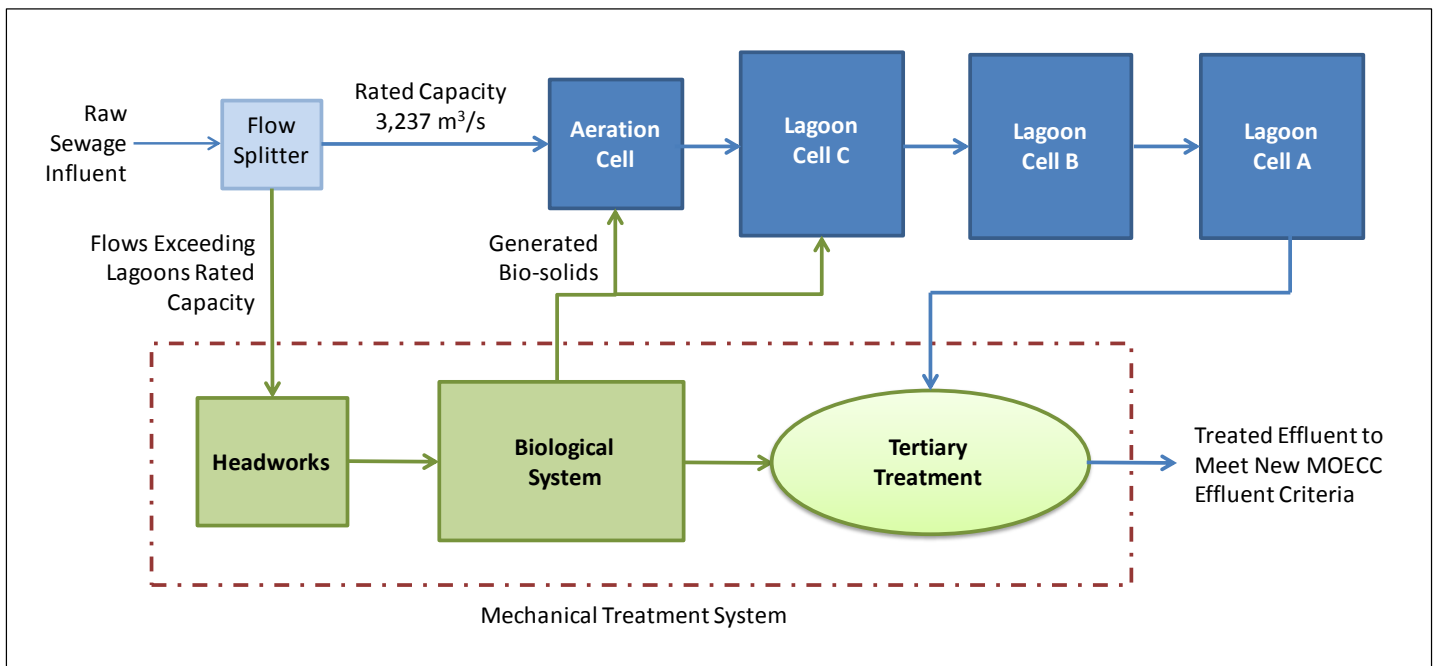 Raw
Sewage
Influent
Flow
Splitter
Rated Capacity
3,237 m³/s
Aeration
Cell
Lagoon
Cell C
Lagoon
Cell B
Lagoon
Cell A
Flows Exceeding
Lagoons Rated
Capacity
Generated
Bio-solids
Headworks
Biological
System
Tertiary
Treatment
Treated Effluent to
Meet New MOECC
Effluent Criteria
Mechanical Treatment System